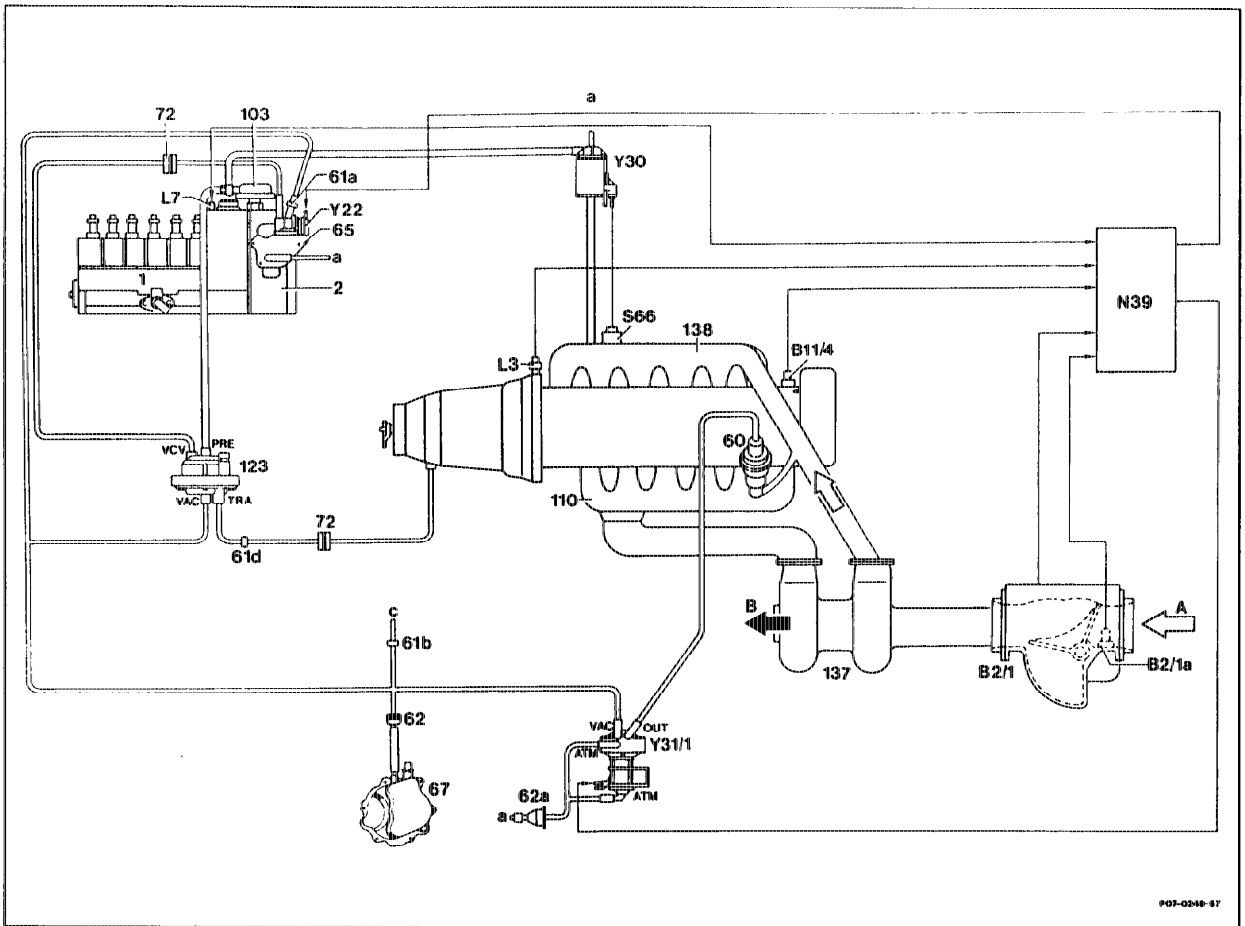 a
72
103
Y30
61a
L7
Y22
65
a
1
2
N39
S66
138
B11/4
L3
60
VCV
PRE
123
VAC
TRA
110
72
61d
B
A
c
61b
137
B2/1
B2/1a
62
VAC
OUT
Y31/1
ATM
67
62a
ATM
a
P07-0248-67